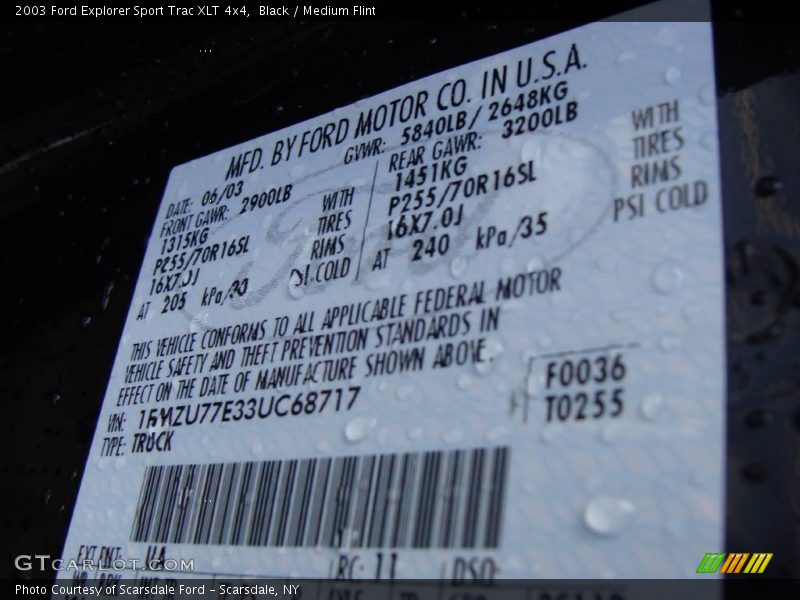 2003 Ford Explorer Sport Trac XLT 4x4, Black / Medium Flint
MFD. BY FORD MOTOR CO. IN U.S.A.
DATE: 06/03 GVWR: 5840LB / 2648KG
FRONT GAWR: 2900LB REAR GAWR: 3200LB
1315KG WITH 1451KG WITH
P255/70R16SL TIRES P255/70R16SL TIRES
16X7.0J RIMS 16X7.0J RIMS
AT 205 kPa/30 PSI COLD AT 240 kPa/35 PSI COLD
THIS VEHICLE CONFORMS TO ALL APPLICABLE FEDERAL MOTOR
VEHICLE SAFETY AND THEFT PREVENTION STANDARDS IN
EFFECT ON THE DATE OF MANUFACTURE SHOWN ABOVE.
VIN: 1FMZU77E33UC68717 F0036
TYPE: TRUCK T0255
EXT PNT: UA RC: 11 DSO:
GTCARLOT.COM
Photo Courtesy of Scarsdale Ford - Scarsdale, NY